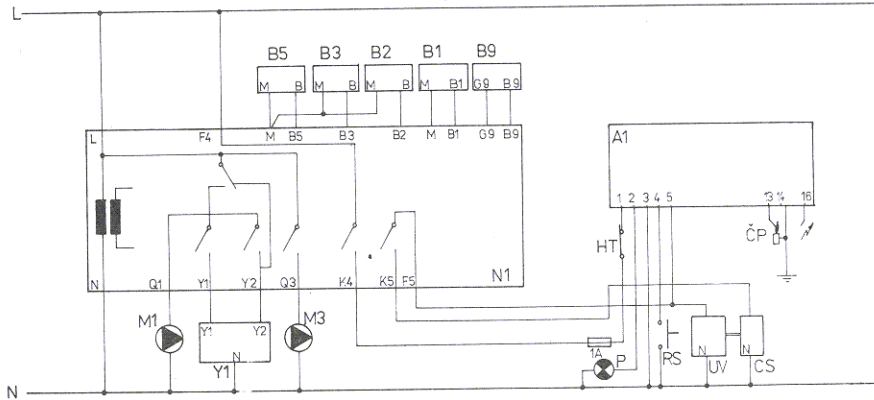 L
B5 B3 B2 B1 B9
M B M B M B M B1 G9 B9
L F4 M B5 B3 B2 M B1 G9 B9
A1
1 2 3 4 5 13 14 16
HT ČP
N Q1 Y1 Y2 Q3 K4 K5 F5 N1
M1 Y1 Y2 M3
N
Y1
1A P RS N UV N CS
N